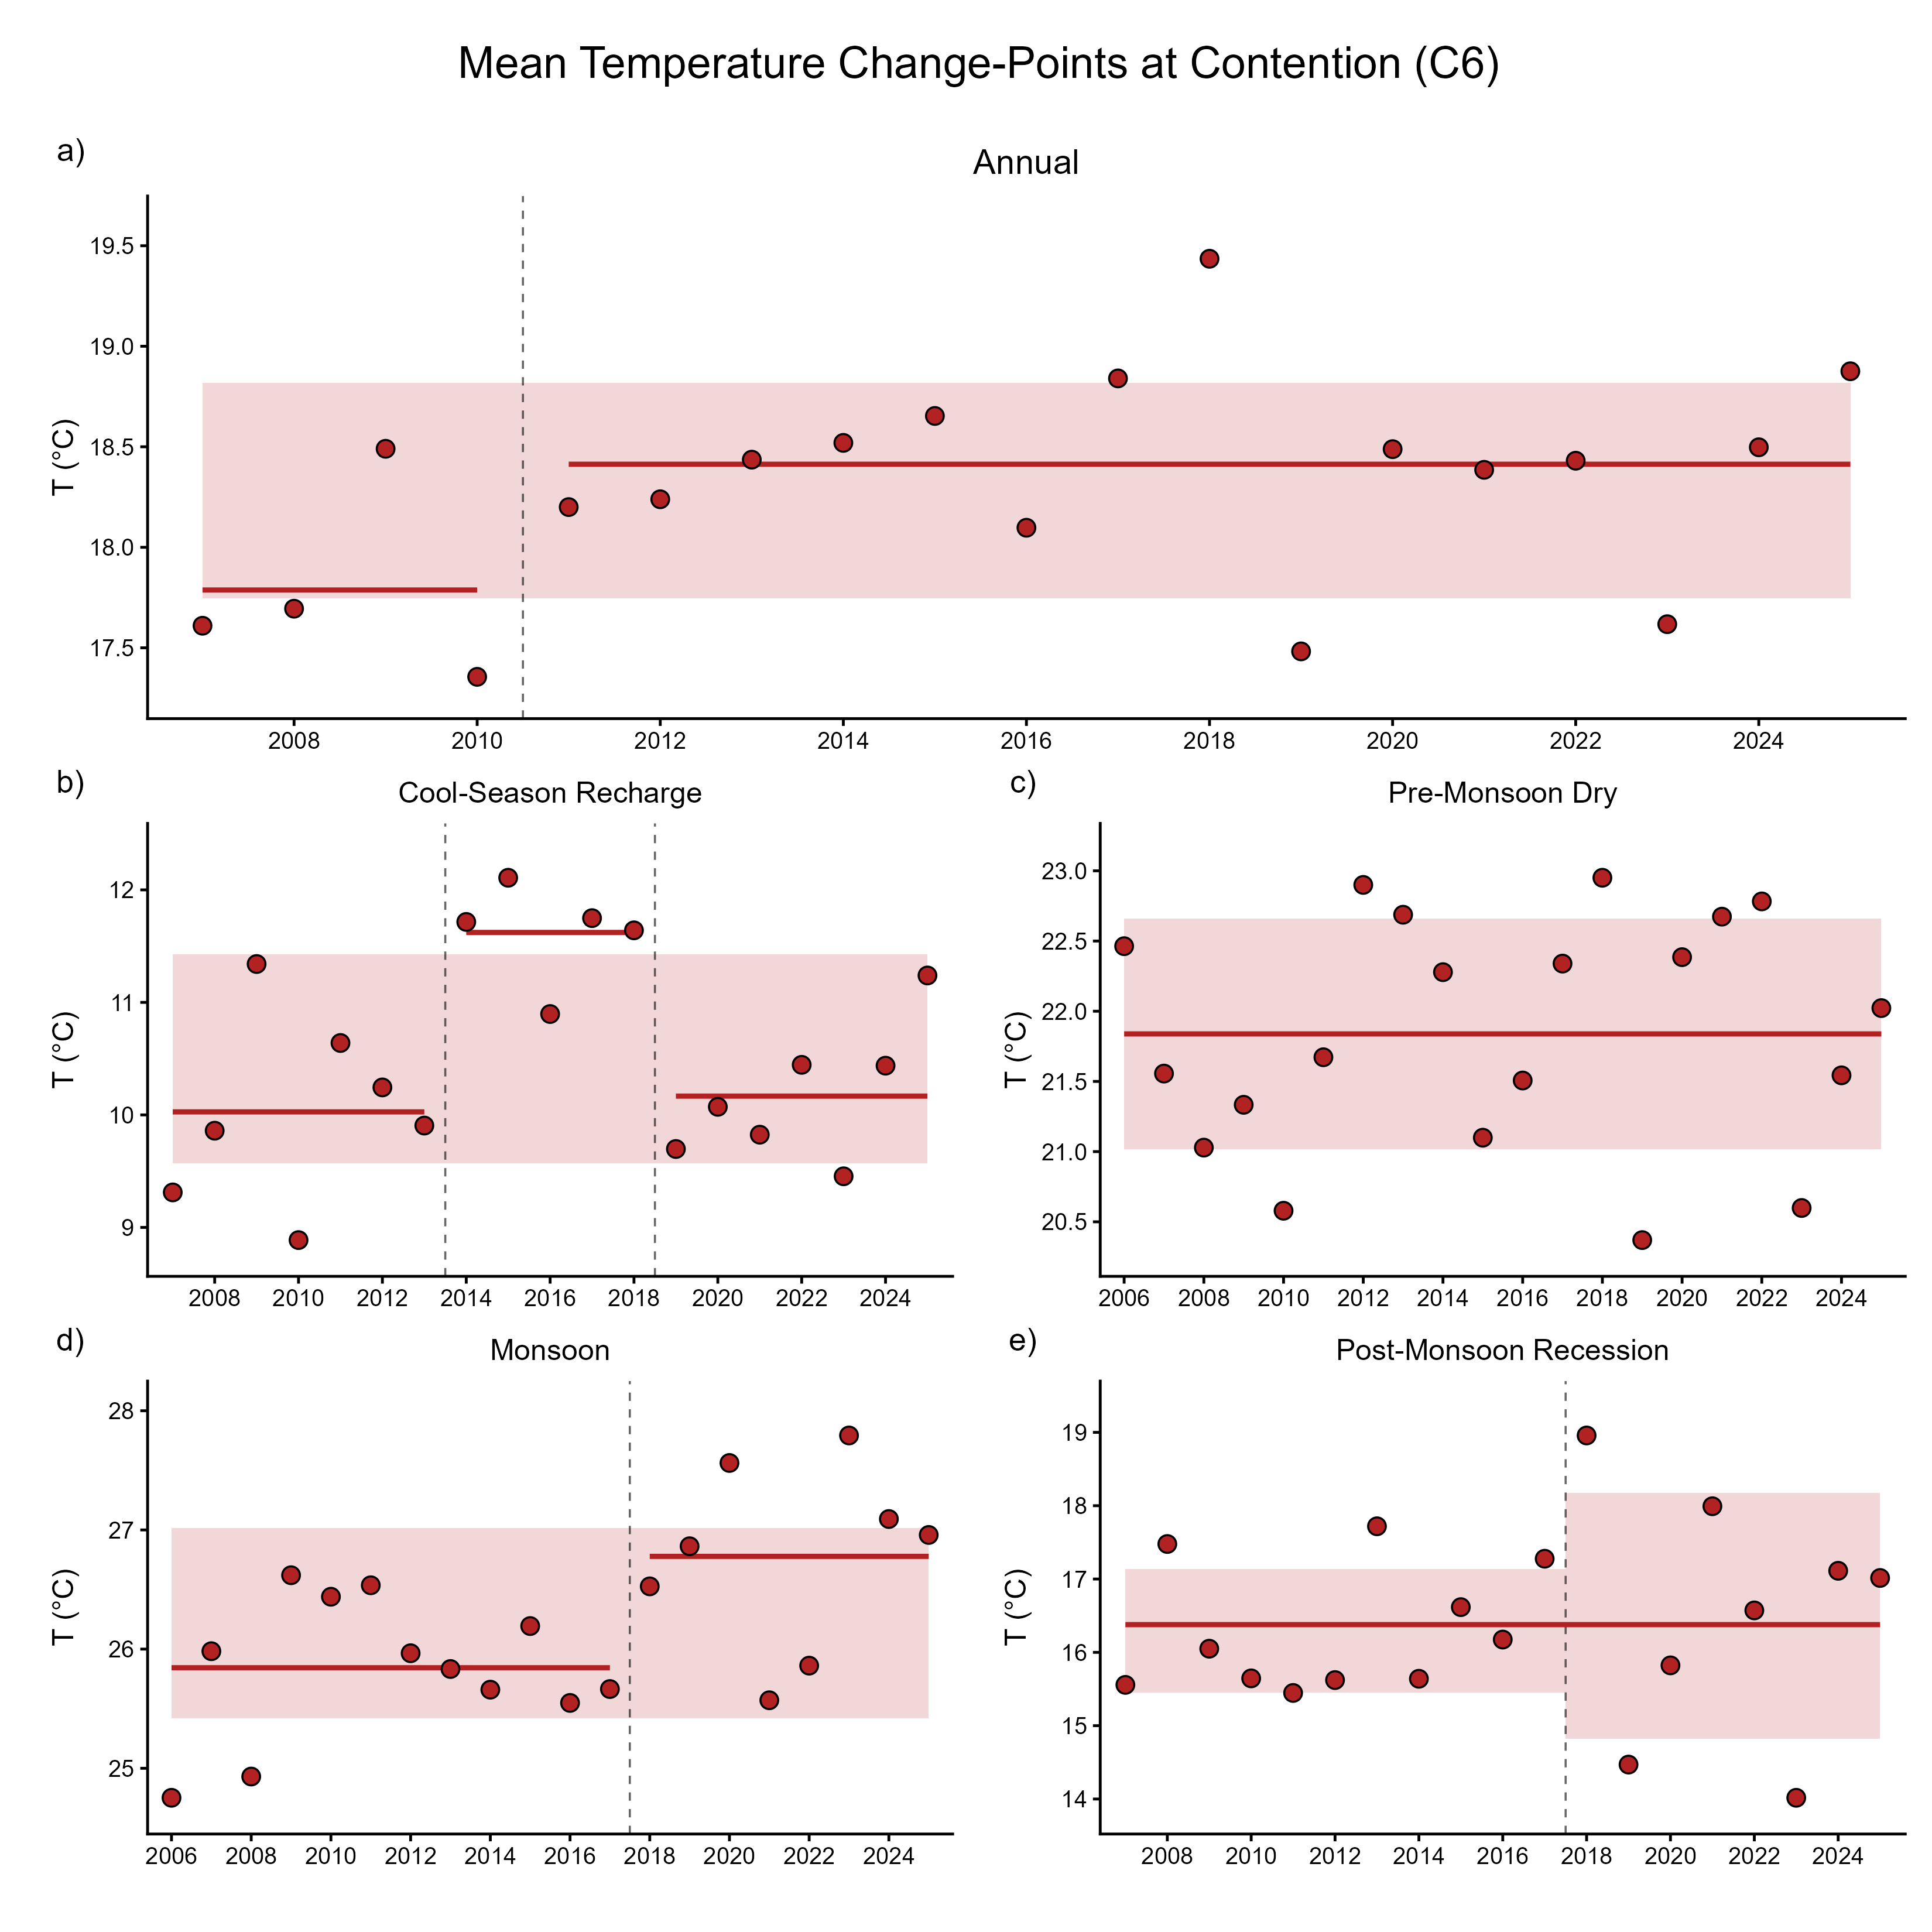 Mean Temperature Change-Points at Contention (C6)
a)
Annual
T (°C)
19.5
19.0
18.5
18.0
17.5
2008 2010 2012 2014 2016 2018 2020 2022 2024
b)
Cool-Season Recharge
T (°C)
12
11
10
9
2008 2010 2012 2014 2016 2018 2020 2022 2024
c)
Pre-Monsoon Dry
T (°C)
23.0
22.5
22.0
21.5
21.0
20.5
2006 2008 2010 2012 2014 2016 2018 2020 2022 2024
d)
Monsoon
T (°C)
28
27
26
25
2006 2008 2010 2012 2014 2016 2018 2020 2022 2024
e)
Post-Monsoon Recession
T (°C)
19
18
17
16
15
14
2008 2010 2012 2014 2016 2018 2020 2022 2024